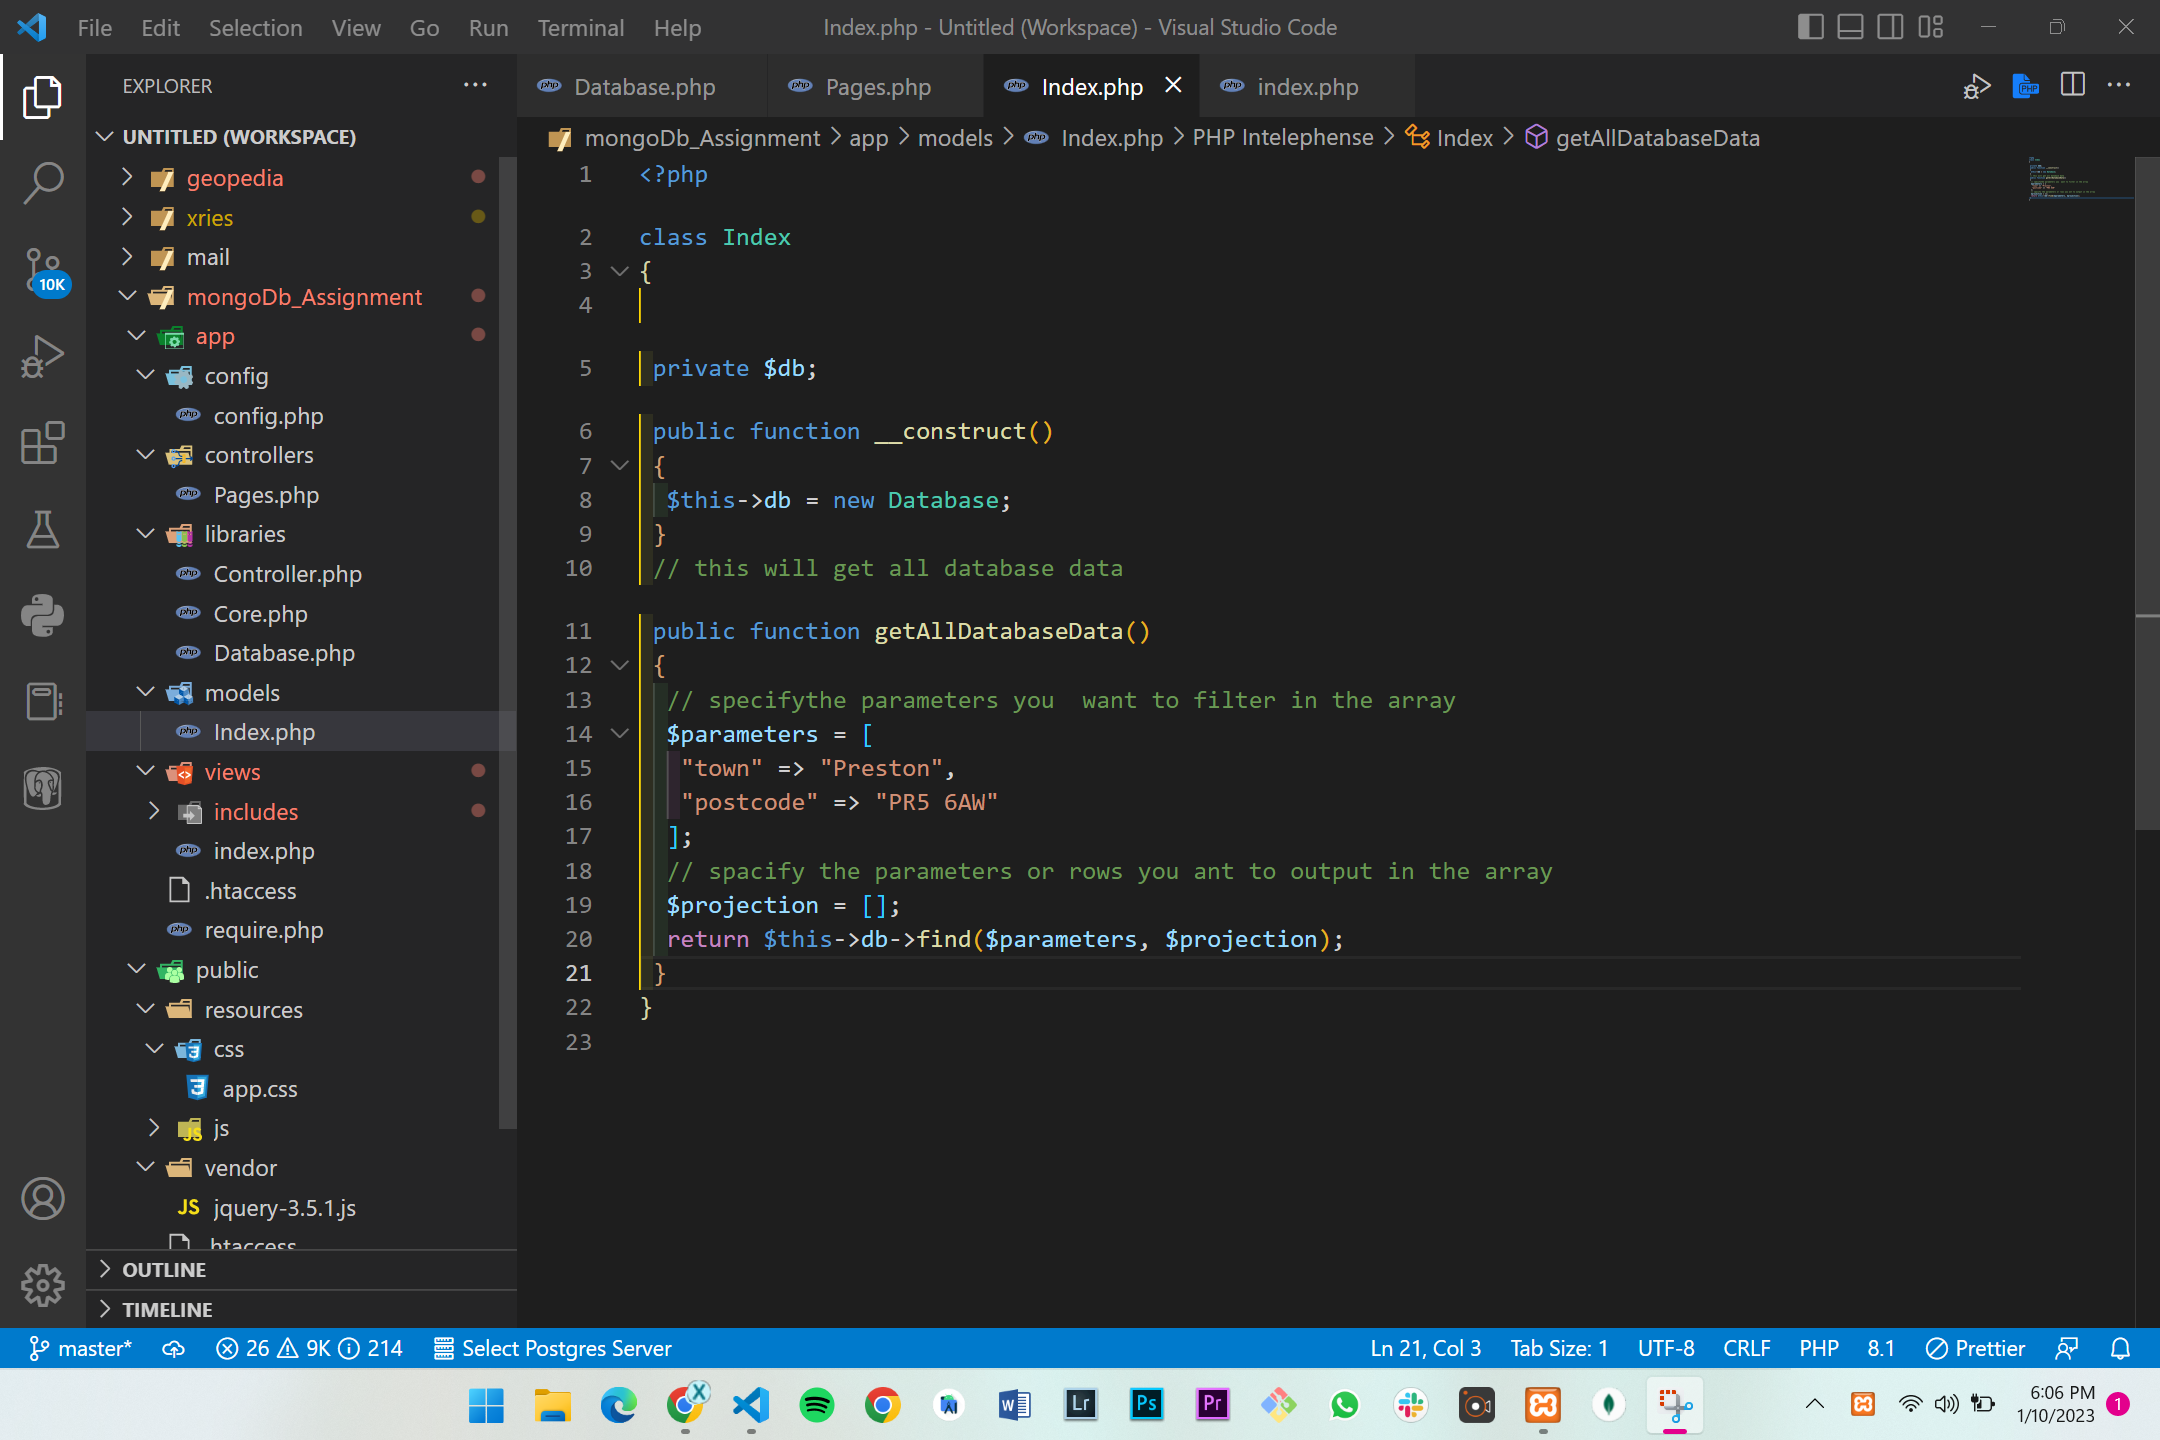 File Edit Selection View Go Run Terminal Help
Index.php - Untitled (Workspace) - Visual Studio Code
EXPLORER
UNTITLED (WORKSPACE)
geopedia
xries
mail
mongoDb_Assignment
app
config
config.php
controllers
Pages.php
libraries
Controller.php
Core.php
Database.php
models
Index.php
views
includes
index.php
.htaccess
require.php
public
resources
css
app.css
js
vendor
JS jquery-3.5.1.js
.htaccess
OUTLINE
TIMELINE
10K
Database.php Pages.php Index.php index.php
mongoDb_Assignment > app > models > Index.php > PHP Intelephense > Index > getAllDatabaseData
1 <?php
2 class Index
3 {
4
5 private $db;
6 public function __construct()
7 {
8 $this->db = new Database;
9 }
10 // this will get all database data
11 public function getAllDatabaseData()
12 {
13 // specifythe parameters you  want to filter in the array
14 $parameters = [
15 "town" => "Preston",
16 "postcode" => "PR5 6AW"
17 ];
18 // spacify the parameters or rows you ant to output in the array
19 $projection = [];
20 return $this->db->find($parameters, $projection);
21 }
22 }
23
master* 26 9K 214 Select Postgres Server Ln 21, Col 3 Tab Size: 1 UTF-8 CRLF PHP 8.1 Prettier
Lr Ps Pr
6:06 PM
1/10/2023
1